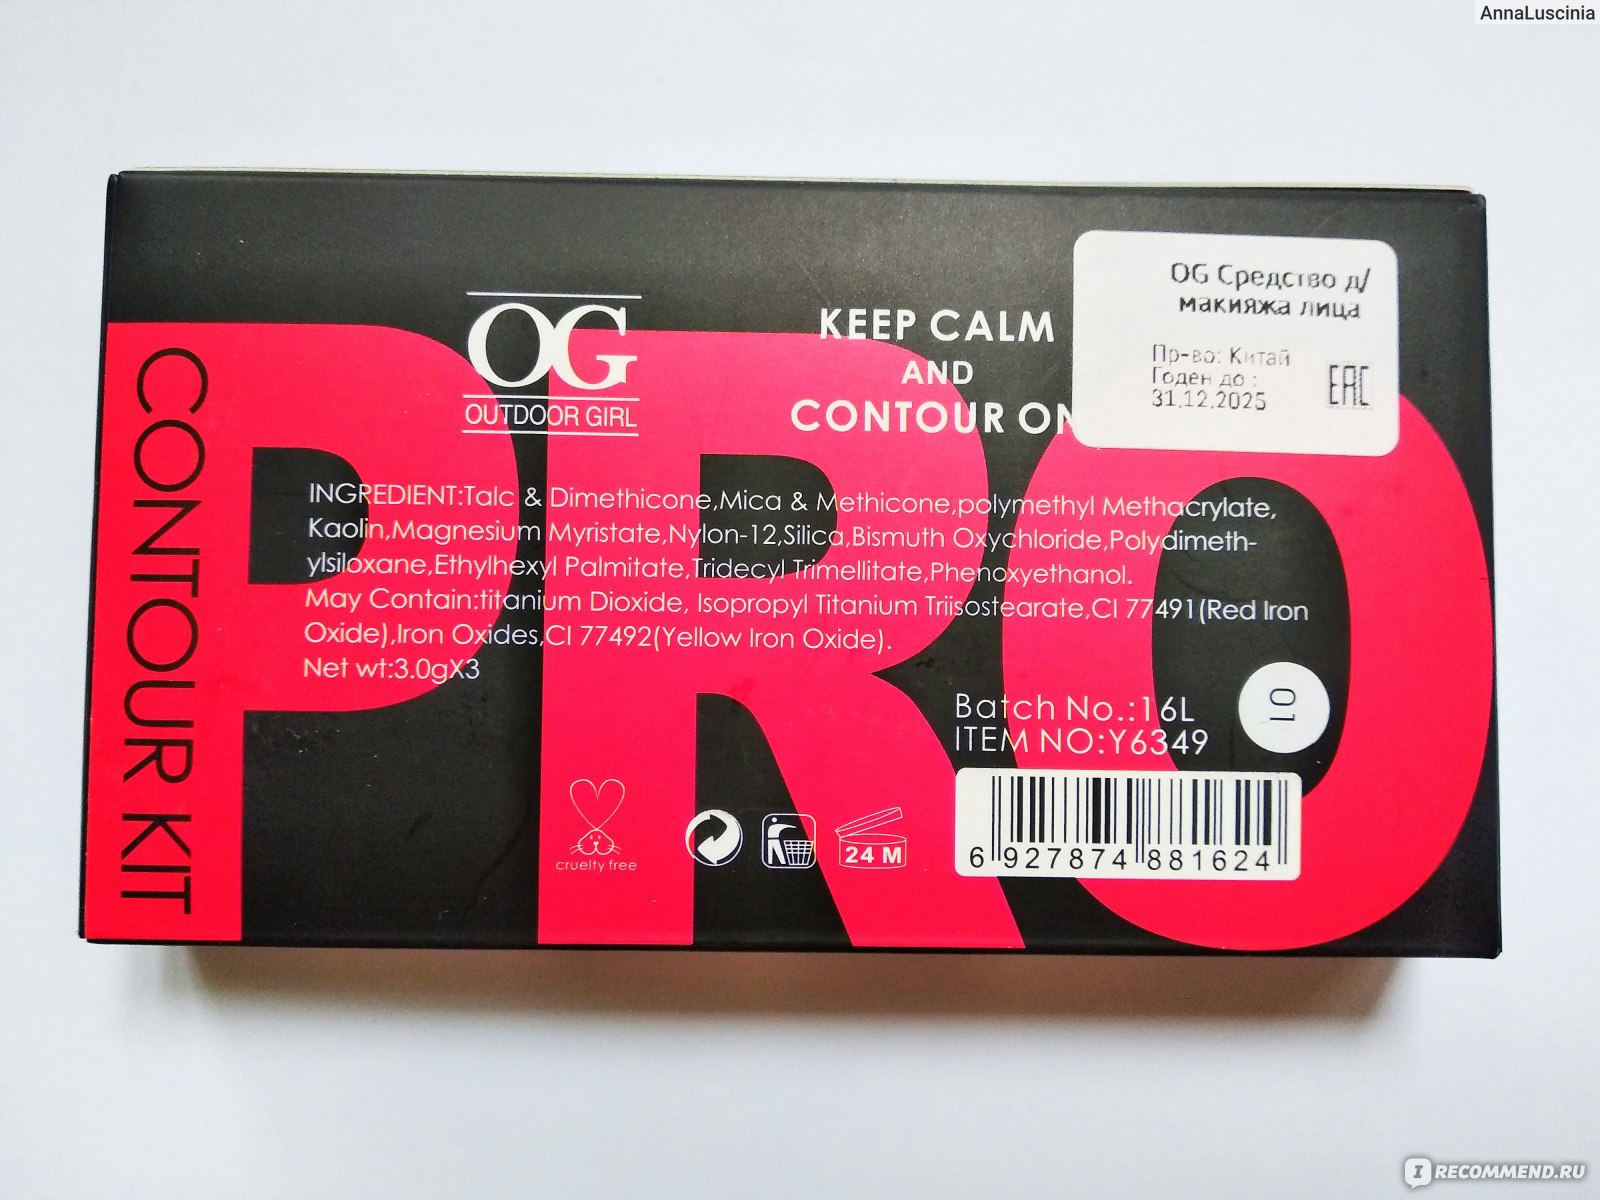 AnnaLuscinia
PRO
CONTOUR KIT
OG
OUTDOOR GIRL
KEEP CALM
AND
CONTOUR ON
OG Средство д/
макияжа лица
Пр-во: Китай
Годен до :
31.12.2025
EAC
INGREDIENT:Talc & Dimethicone,Mica & Methicone,polymethyl Methacrylate,
Kaolin,Magnesium Myristate,Nylon-12,Silica,Bismuth Oxychloride,Polydimeth-
ylsiloxane,Ethylhexyl Palmitate,Tridecyl Trimellitate,Phenoxyethanol.
May Contain:titanium Dioxide, Isopropyl Titanium Triisostearate,CI 77491(Red Iron
Oxide),Iron Oxides,CI 77492(Yellow Iron Oxide).
Net wt:3.0gX3
Batch No.:16L
ITEM NO:Y6349
01
cruelty free
24 M
6 927874 881624
IRECOMMEND.RU